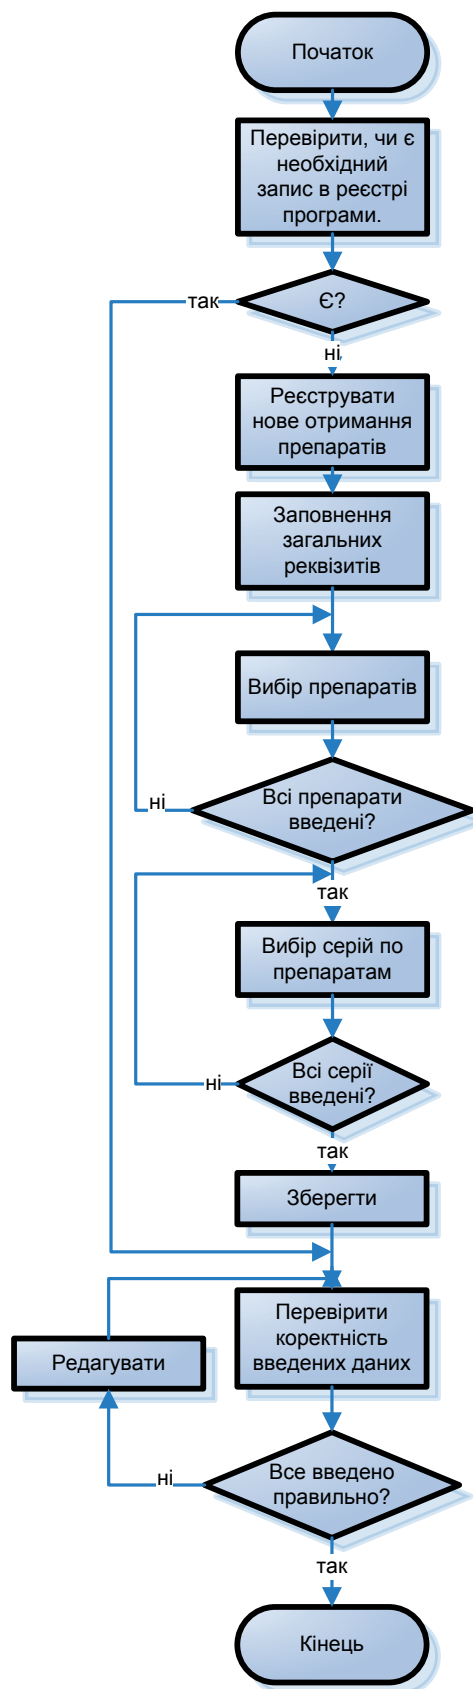 Початок
Перевірити, чи є
необхідний
запис в реєстрі
програми.
так
Є?
ні
Реєструвати
нове отримання
препаратів
Заповнення
загальних
реквізитів
Вибір препаратів
Всі препарати
введені?
ні
так
Вибір серій по
препаратам
Всі серії
введені?
ні
так
Зберегти
Перевірити
коректність
введених даних
Редагувати
Все введено
правильно?
ні
так
Кінець